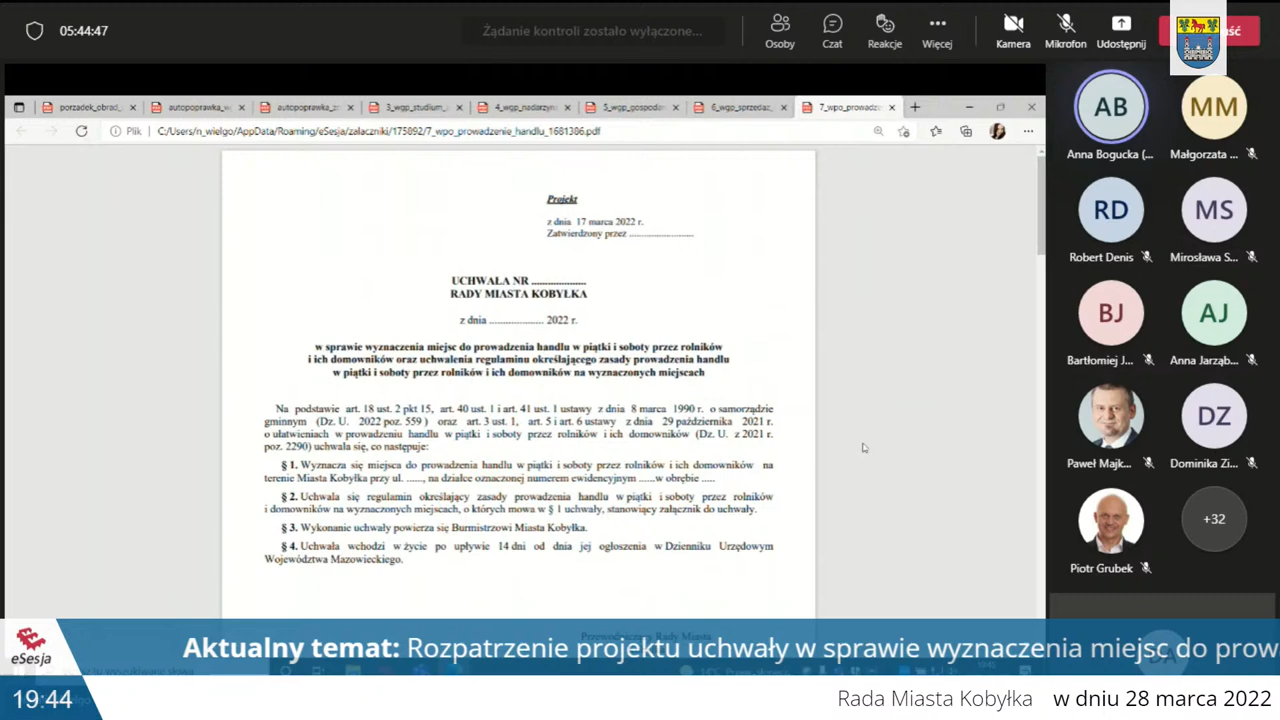 05:44:47
Żądanie kontroli zostało wyłączone...
Osoby
Czat
Reakcje
Więcej
Kamera
Mikrofon
Udostępnij
porzadek_obrad_
autopoprawka_w
autopoprawka_z
3_wgp_studium_
4_wgp_nadarzyn
5_wgp_gospodar
6_wgp_sprzedaz_
7_wpo_prowadze
Plik
C:/Users/n_wielgo/AppData/Roaming/eSesja/zalaczniki/175892/7_wpo_prowadzenie_handlu_1681386.pdf
Projekt
z dnia 17 marca 2022 r.
Zatwierdzony przez ........................
UCHWAŁA NR ....................
RADY MIASTA KOBYŁKA
z dnia .................... 2022 r.
w sprawie wyznaczenia miejsc do prowadzenia handlu w piątki i soboty przez rolników
i ich domowników oraz uchwalenia regulaminu określającego zasady prowadzenia handlu
w piątki i soboty przez rolników i ich domowników na wyznaczonych miejscach
Na podstawie art. 18 ust. 2 pkt 15, art. 40 ust. 1 i art. 41 ust. 1 ustawy z dnia 8 marca 1990 r. o samorządzie
gminnym (Dz. U. 2022 poz. 559 ) oraz art. 3 ust. 1, art. 5 i art. 6 ustawy z dnia 29 października 2021 r.
o ułatwieniach w prowadzeniu handlu w piątki i soboty przez rolników i ich domowników (Dz. U. z 2021 r.
poz. 2290) uchwala się, co następuje:
§ 1. Wyznacza się miejsca do prowadzenia handlu w piątki i soboty przez rolników i ich domowników na
terenie Miasta Kobyłka przy ul. ......, na działce oznaczonej numerem ewidencyjnym ......w obrębie .....
§ 2. Uchwala się regulamin określający zasady prowadzenia handlu w piątki i soboty przez rolników
i domowników na wyznaczonych miejscach, o których mowa w § 1 uchwały, stanowiący załącznik do uchwały.
§ 3. Wykonanie uchwały powierza się Burmistrzowi Miasta Kobyłka.
§ 4. Uchwała wchodzi w życie po upływie 14 dni od dnia jej ogłoszenia w Dzienniku Urzędowym
Województwa Mazowieckiego.
AB
Anna Bogucka (...
MM
Małgorzata ...
RD
Robert Denis
MS
Mirosława S...
BJ
Bartłomiej J...
AJ
Anna Jarząb...
Paweł Majk...
DZ
Dominika Zi...
Piotr Grubek
+32
eSesja
Aktualny temat: Rozpatrzenie projektu uchwały w sprawie wyznaczenia miejsc do prow
19:44
Rada Miasta Kobyłka w dniu 28 marca 2022